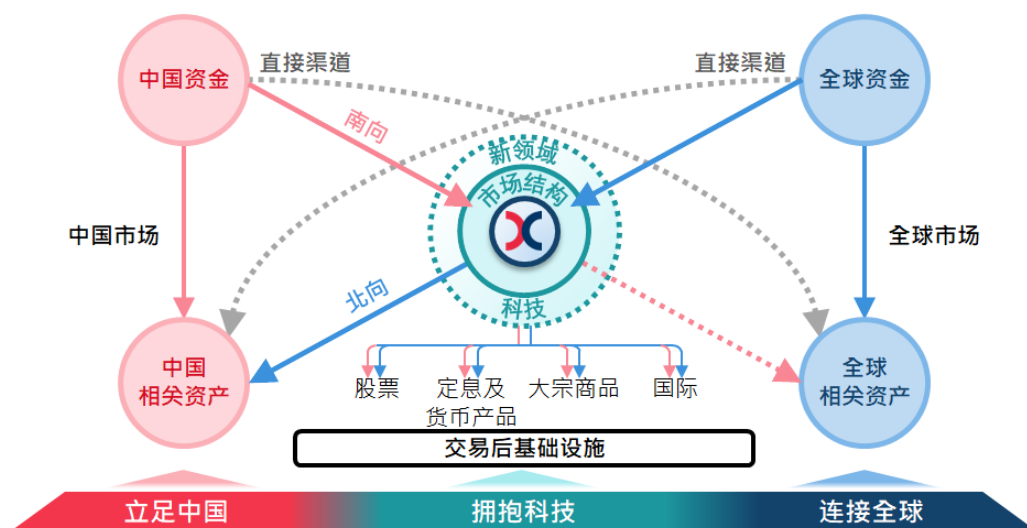 中国资金
直接渠道
直接渠道
全球资金
南向
新领域
市场结构
中国市场
全球市场
北向
科技
中国
相关资产
全球
相关资产
股票
定息及
货币产品
大宗商品
国际
交易后基础设施
立足中国
拥抱科技
连接全球